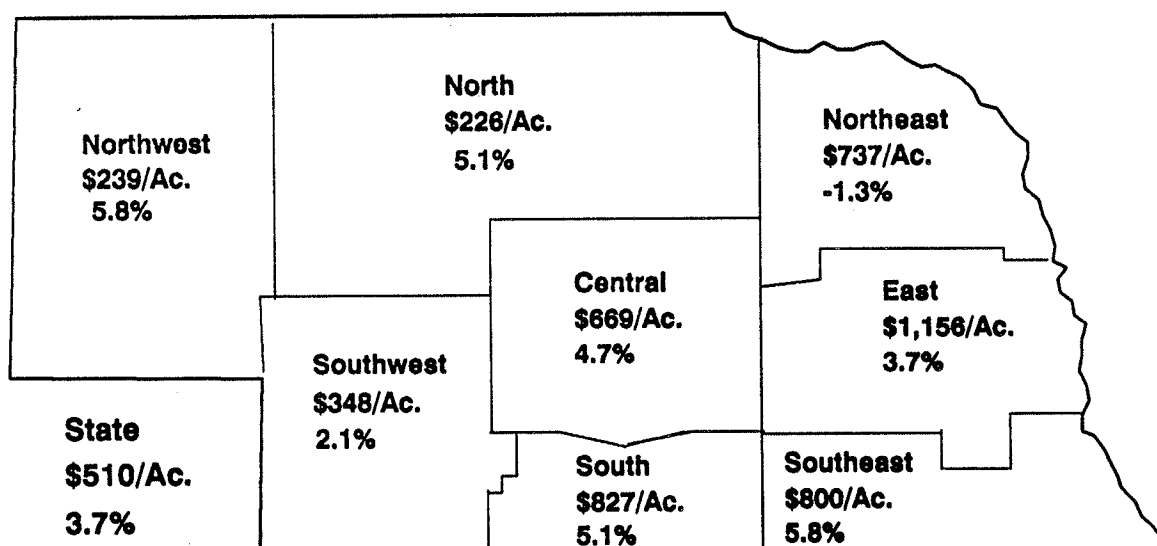 North
$226/Ac.
5.1%
Northwest
$239/Ac.
5.8%
Northeast
$737/Ac.
-1.3%
Central
$669/Ac.
4.7%
East
$1,156/Ac.
3.7%
Southwest
$348/Ac.
2.1%
State
$510/Ac.
3.7%
South
$827/Ac.
5.1%
Southeast
$800/Ac.
5.8%